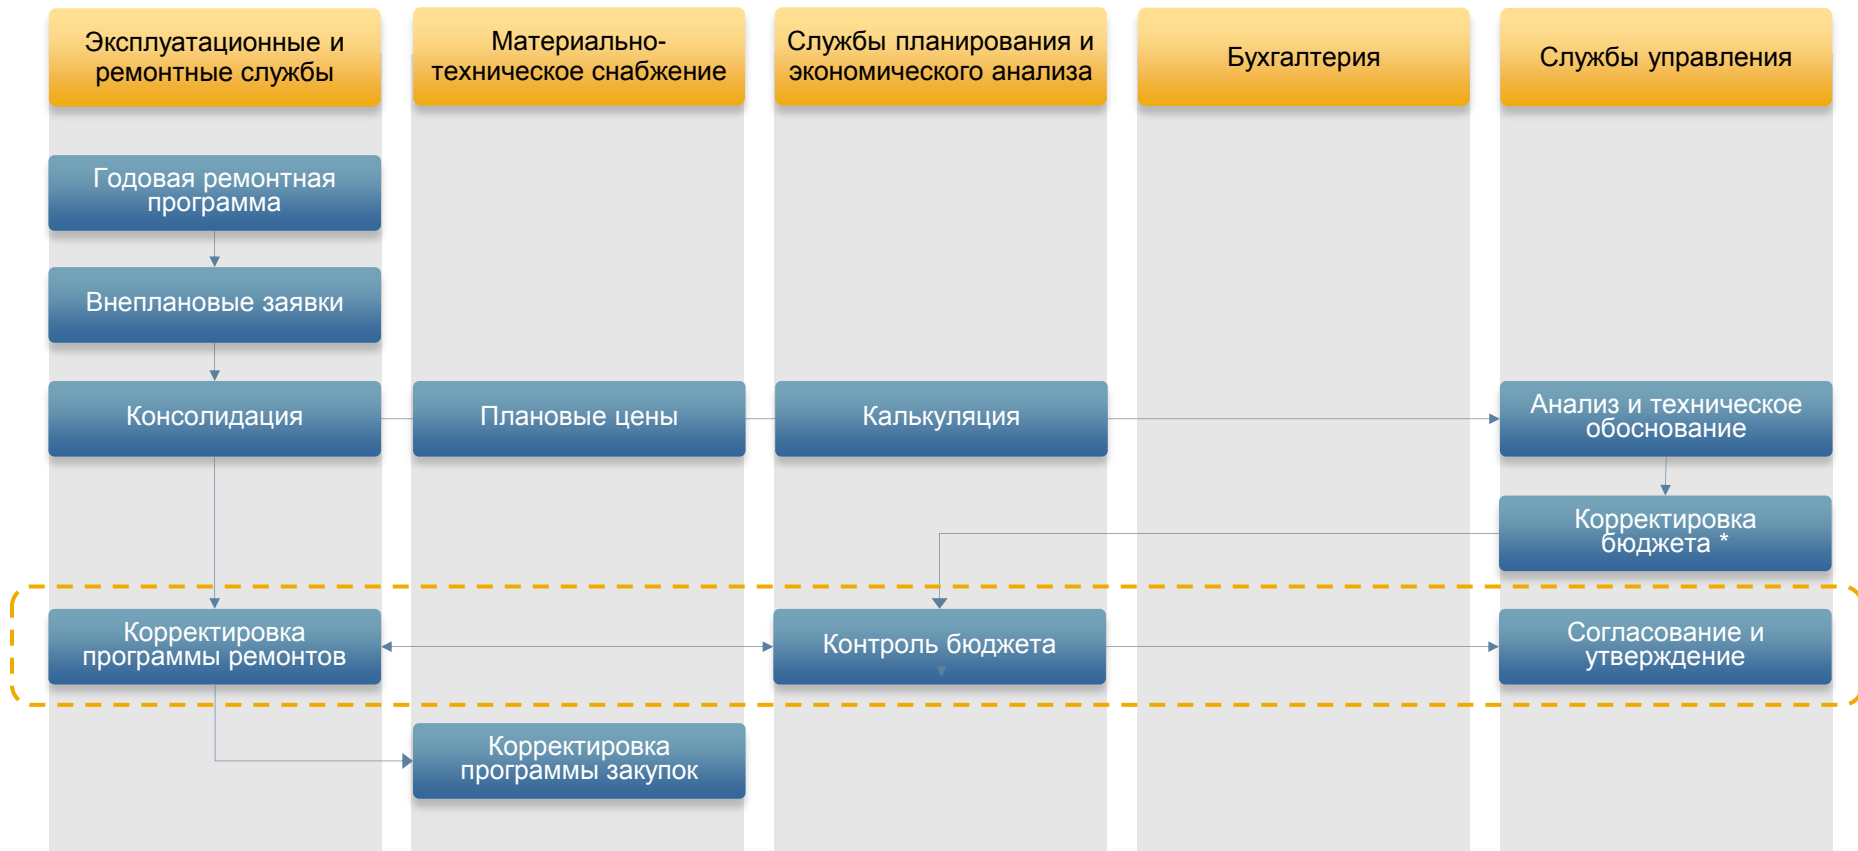 Эксплуатационные и
ремонтные службы
Материально-
техническое снабжение
Службы планирования и
экономического анализа
Бухгалтерия
Службы управления
Годовая ремонтная
программа
Внеплановые заявки
Консолидация
Плановые цены
Калькуляция
Анализ и техническое
обоснование
Корректировка
бюджета *
Корректировка
программы ремонтов
Контроль бюджета
Согласование и
утверждение
Корректировка
программы закупок